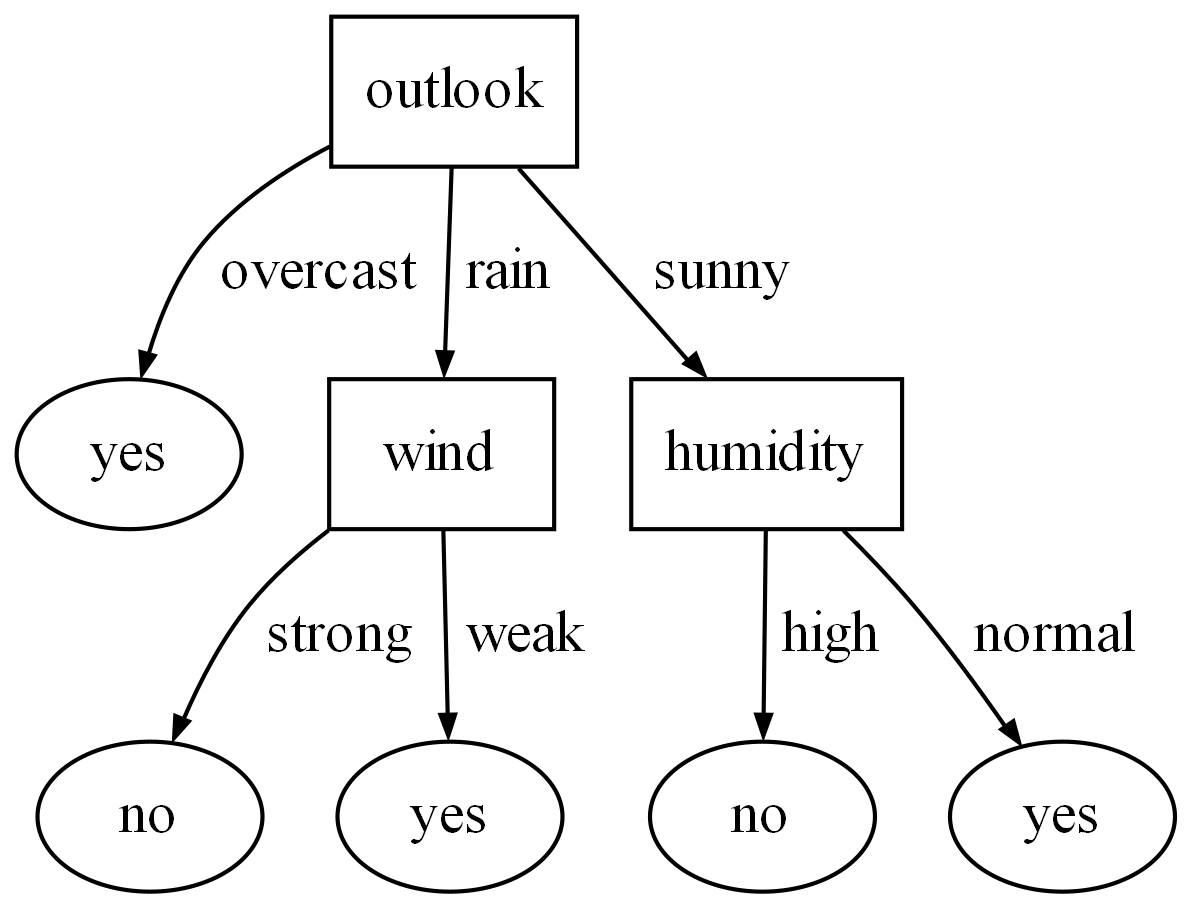 outlook
overcast rain sunny
yes wind humidity
strong weak high normal
no yes no yes